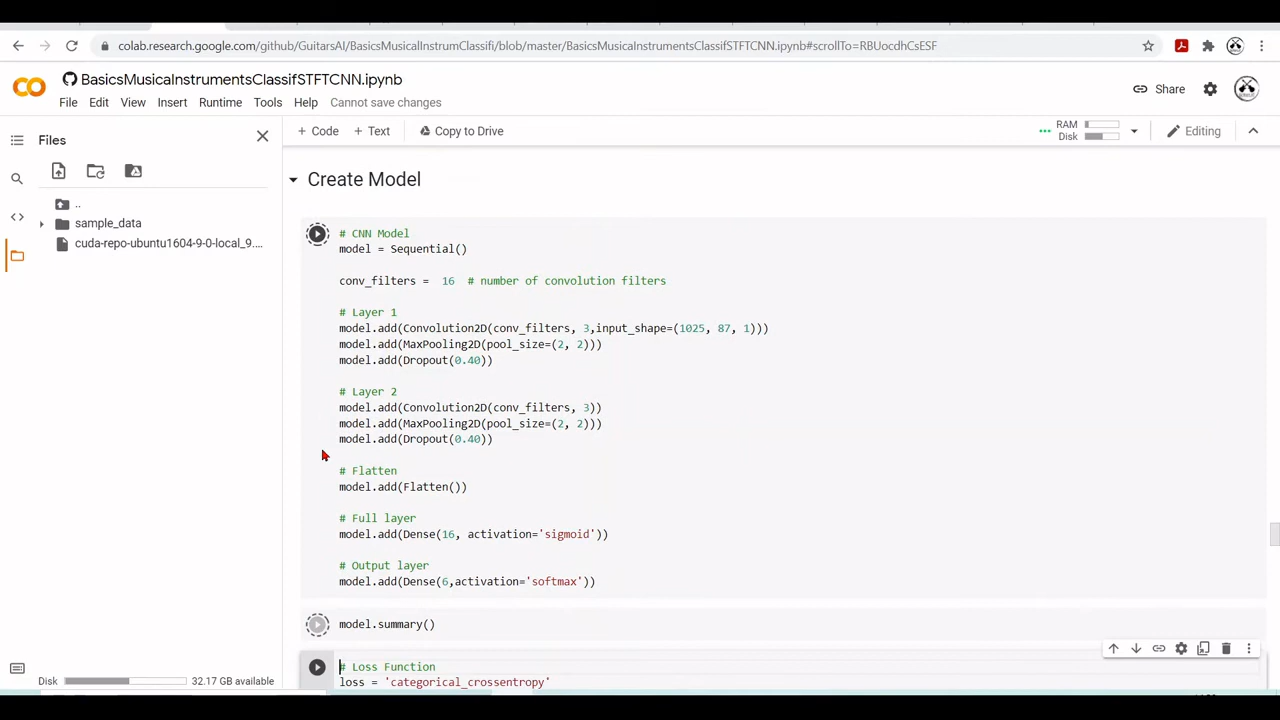 colab.research.google.com/github/GuitarsAI/BasicsMusicalInstrumClassifi/blob/master/BasicsMusicalInstrumentsClassifSTFTCNN.ipynb#scrollTo=RBUocdhCsESF
BasicsMusicaInstrumentsClassifSTFTCNN.ipynb
File Edit View Insert Runtime Tools Help Cannot save changes
Share
Files
+ Code + Text Copy to Drive
RAM
Disk
Editing
..
sample_data
cuda-repo-ubuntu1604-9-0-local_9....
Create Model
# CNN Model
model = Sequential()
conv_filters = 16 # number of convolution filters
# Layer 1
model.add(Convolution2D(conv_filters, 3,input_shape=(1025, 87, 1)))
model.add(MaxPooling2D(pool_size=(2, 2)))
model.add(Dropout(0.40))
# Layer 2
model.add(Convolution2D(conv_filters, 3))
model.add(MaxPooling2D(pool_size=(2, 2)))
model.add(Dropout(0.40))
# Flatten
model.add(Flatten())
# Full layer
model.add(Dense(16, activation='sigmoid'))
# Output layer
model.add(Dense(6,activation='softmax'))
model.summary()
# Loss Function
loss = 'categorical_crossentropy'
Disk 32.17 GB available